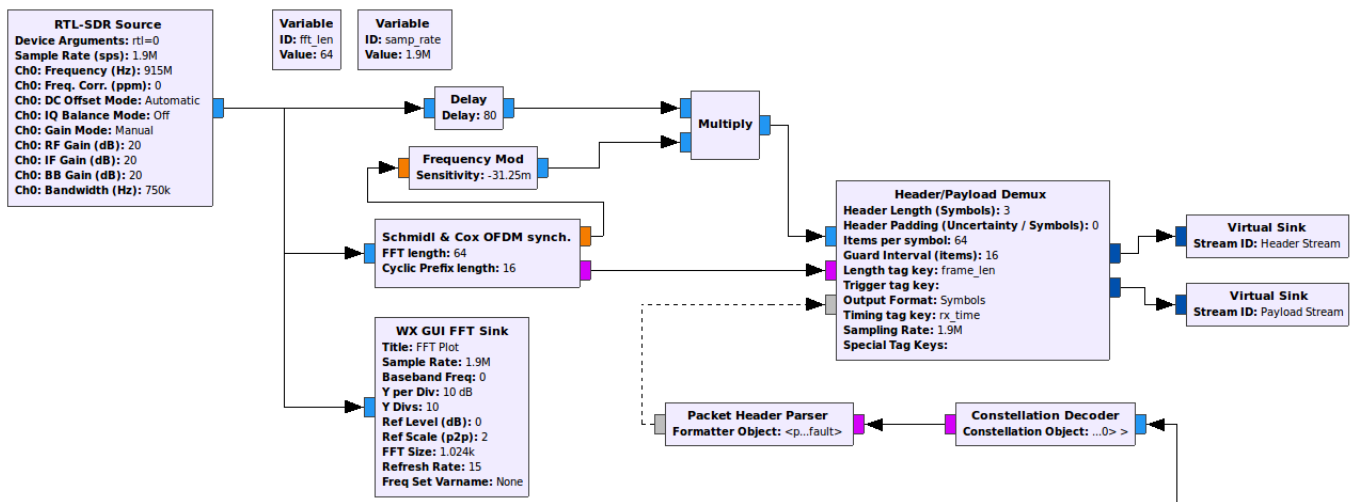 RTL-SDR Source
Device Arguments: rtl=0
Sample Rate (sps): 1.9M
Ch0: Frequency (Hz): 915M
Ch0: Freq. Corr. (ppm): 0
Ch0: DC Offset Mode: Automatic
Ch0: IQ Balance Mode: Off
Ch0: Gain Mode: Manual
Ch0: RF Gain (dB): 20
Ch0: IF Gain (dB): 20
Ch0: BB Gain (dB): 20
Ch0: Bandwidth (Hz): 750k
Variable
ID: fft_len
Value: 64
Variable
ID: samp_rate
Value: 1.9M
Delay
Delay: 80
Multiply
Frequency Mod
Sensitivity: -31.25m
Schmidl & Cox OFDM synch.
FFT length: 64
Cyclic Prefix length: 16
Header/Payload Demux
Header Length (Symbols): 3
Header Padding (Uncertainty / Symbols): 0
Items per symbol: 64
Guard Interval (items): 16
Length tag key: frame_len
Trigger tag key:
Output Format: Symbols
Timing tag key: rx_time
Sampling Rate: 1.9M
Special Tag Keys:
Virtual Sink
Stream ID: Header Stream
Virtual Sink
Stream ID: Payload Stream
WX GUI FFT Sink
Title: FFT Plot
Sample Rate: 1.9M
Baseband Freq: 0
Y per Div: 10 dB
Y Divs: 10
Ref Level (dB): 0
Ref Scale (p2p): 2
FFT Size: 1.024k
Refresh Rate: 15
Freq Set Varname: None
Packet Header Parser
Formatter Object: <p...fault>
Constellation Decoder
Constellation Object: ...0> >